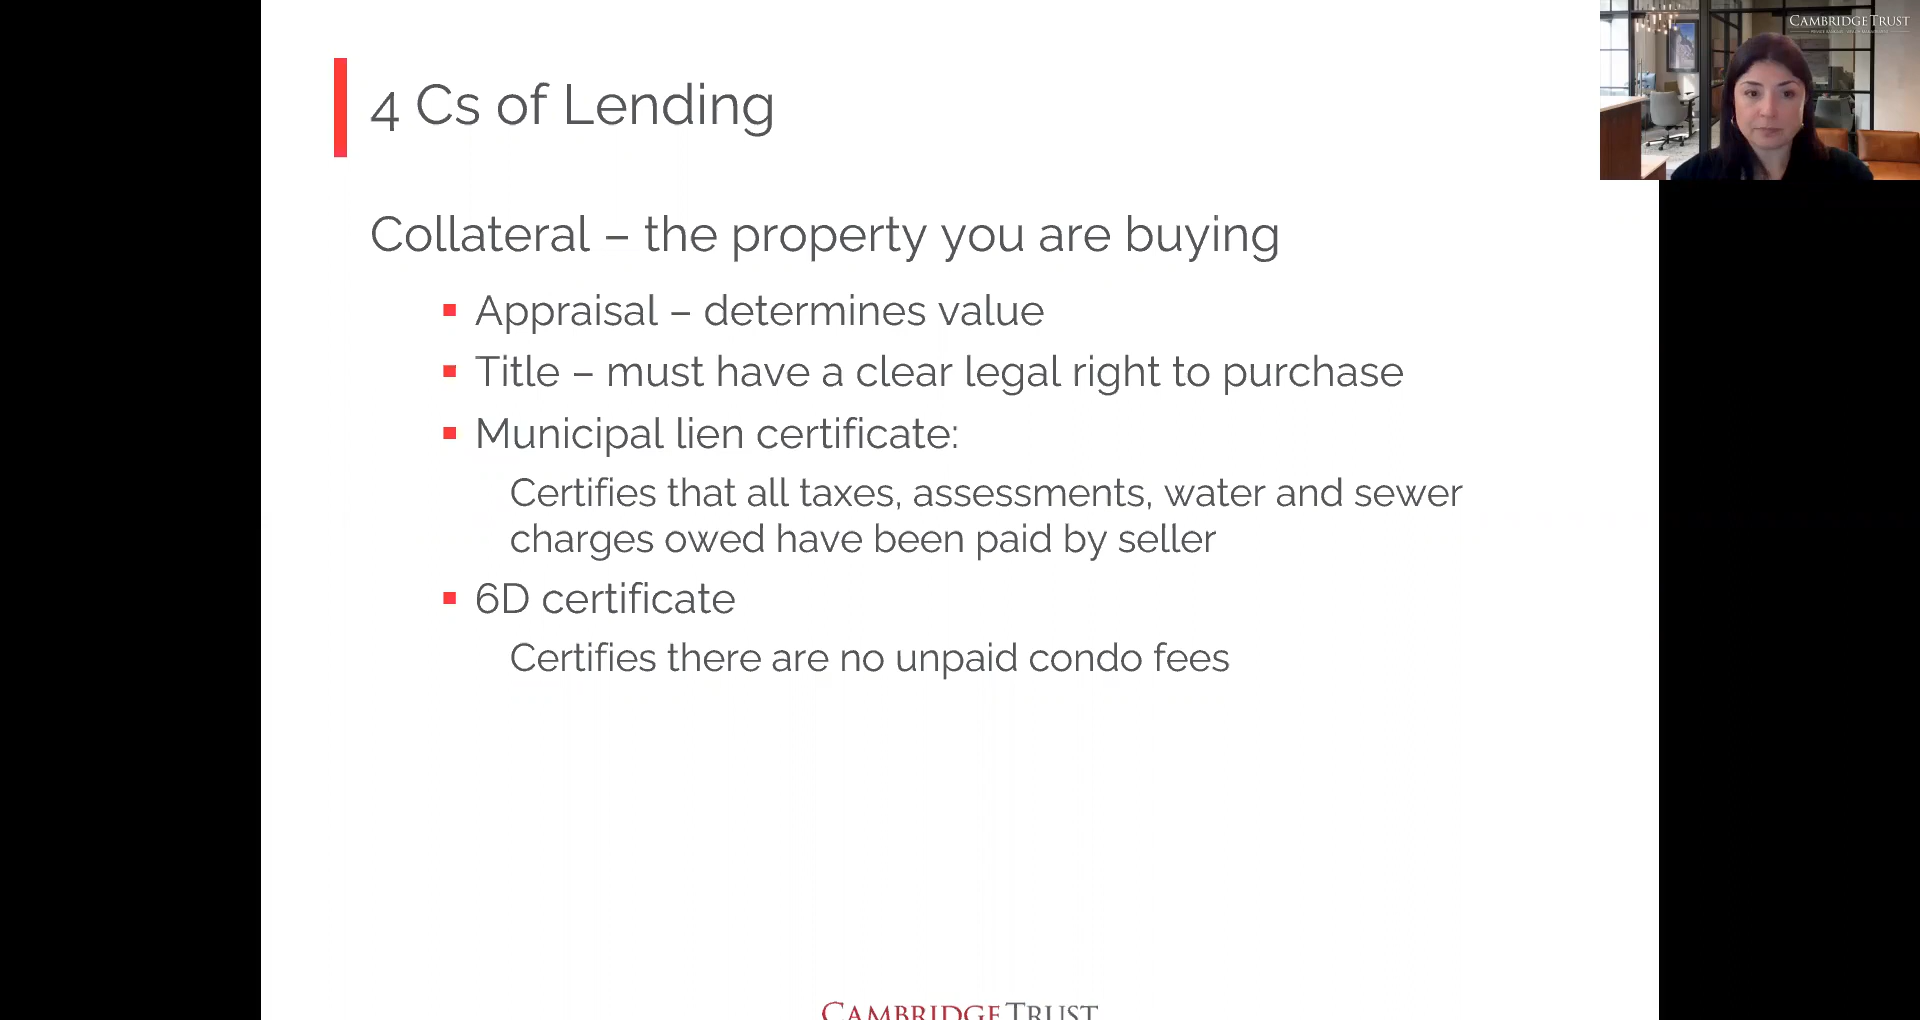 CAMBRIDGE TRUST
4 Cs of Lending
Collateral – the property you are buying
▪ Appraisal – determines value
▪ Title – must have a clear legal right to purchase
▪ Municipal lien certificate:
Certifies that all taxes, assessments, water and sewer
charges owed have been paid by seller
▪ 6D certificate
Certifies there are no unpaid condo fees
CAMBRIDGE TRUST